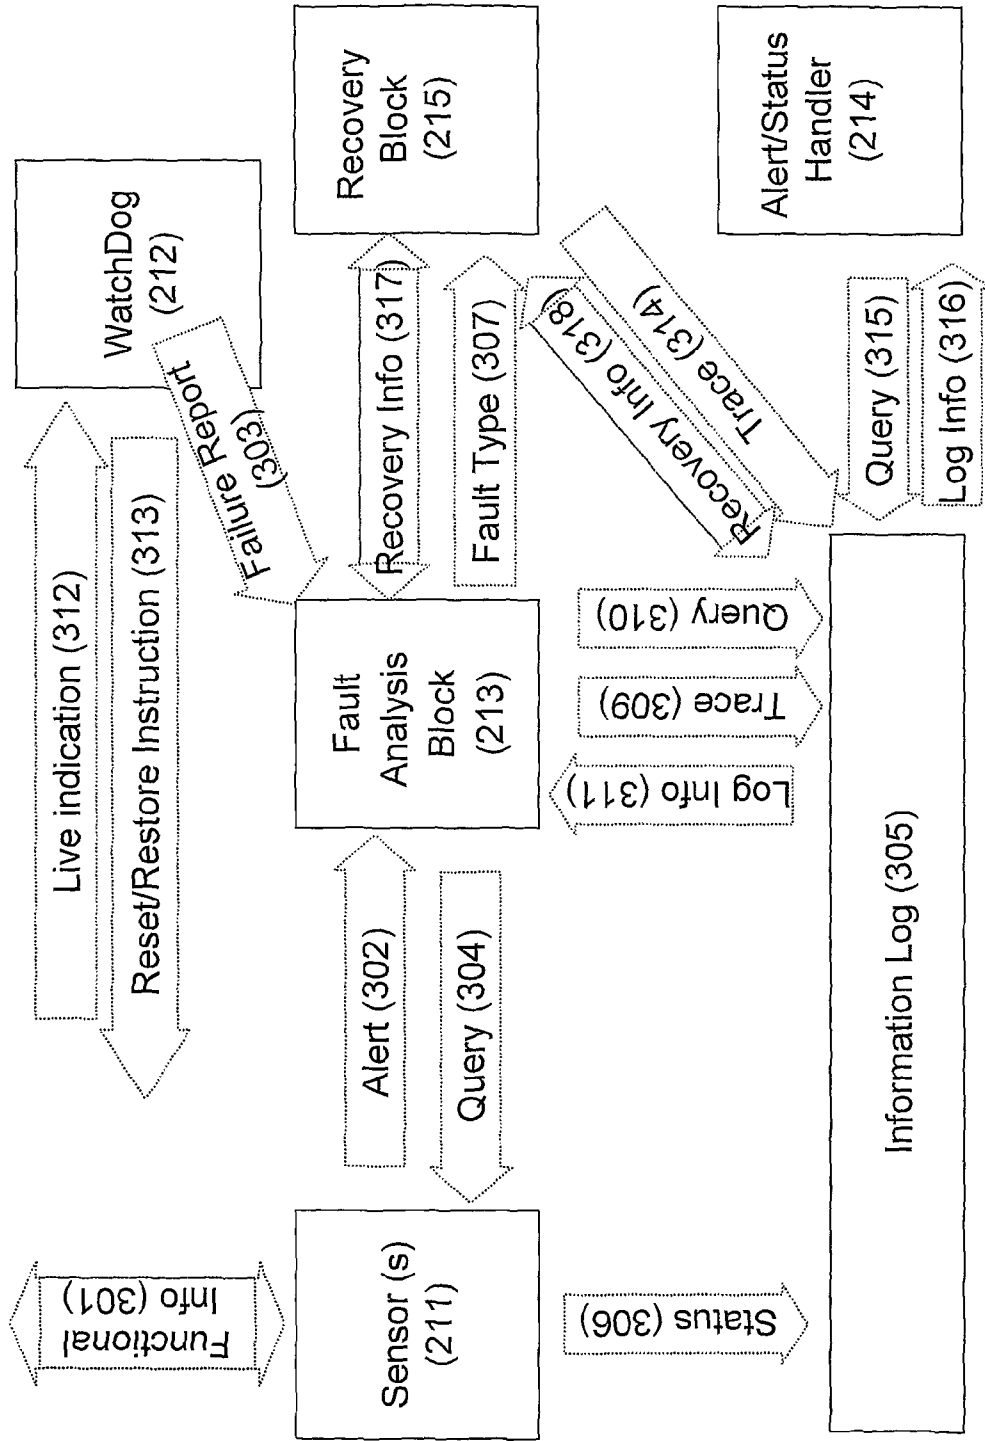 Live indication (312)
Reset/Restore Instruction (313)
WatchDog
(212)
Functional
Info (301)
Failure Report
(303)
Sensor (s)
(211)
Alert (302)
Query (304)
Fault
Analysis
Block
(213)
Recovery Info (317)
Fault Type (307)
Recovery
Block
(215)
Status (306)
Log Info (311)
Trace (309)
Query (310)
Recovery Info (318)
Trace (314)
Alert/Status
Handler
(214)
Query (315)
Log Info (316)
Information Log (305)